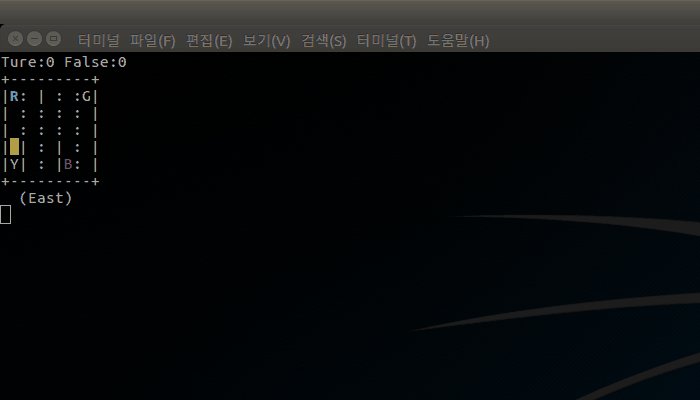 터미널 파일(F) 편집(E) 보기(V) 검색(S) 터미널(T) 도움말(H)
Ture:0 False:0
+---------+
|R: | : :G|
| : : : : |
| : : : : |
| | : | : |
|Y| : |B: |
+---------+
  (East)